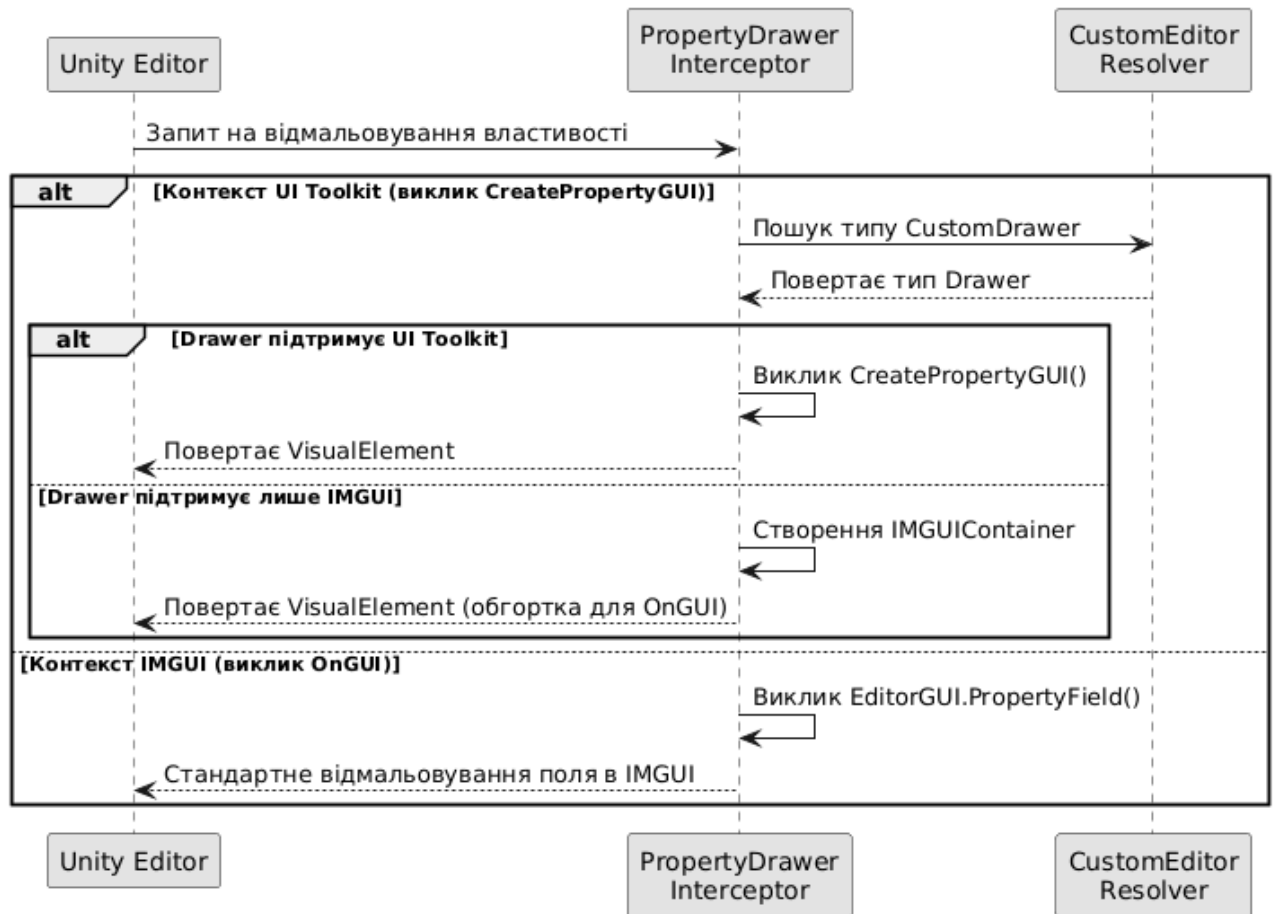 Unity Editor
PropertyDrawer
Interceptor
CustomEditor
Resolver
Запит на відмальовування властивості
alt
[Контекст UI Toolkit (виклик CreatePropertyGUI)]
Пошук типу CustomDrawer
Повертає тип Drawer
alt
[Drawer підтримує UI Toolkit]
Виклик CreatePropertyGUI()
Повертає VisualElement
[Drawer підтримує лише IMGUI]
Створення IMGUIContainer
Повертає VisualElement (обгортка для OnGUI)
[Контекст IMGUI (виклик OnGUI)]
Виклик EditorGUI.PropertyField()
Стандартне відмальовування поля в IMGUI
Unity Editor
PropertyDrawer
Interceptor
CustomEditor
Resolver